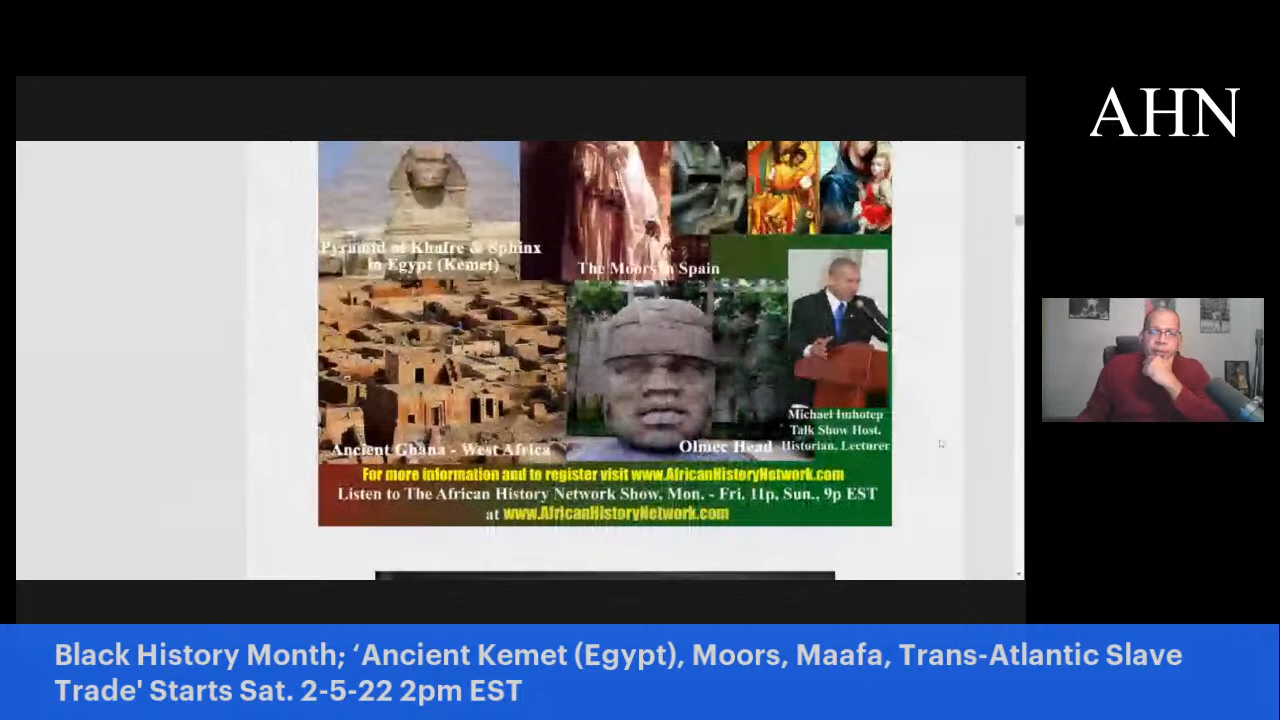 AHN
Pyramid of Khafre & Sphinx
in Egypt (Kemet)
The Moors in Spain
Ancient Ghana - West Africa
Olmec Head
Michael Imhotep
Talk Show Host,
Historian, Lecturer
For more information and to register visit www.AfricanHistoryNetwork.com
Listen to The African History Network Show, Mon. - Fri. 11p, Sun., 9p EST
at www.AfricanHistoryNetwork.com
Black History Month; ‘Ancient Kemet (Egypt), Moors, Maafa, Trans-Atlantic Slave
Trade' Starts Sat. 2-5-22 2pm EST